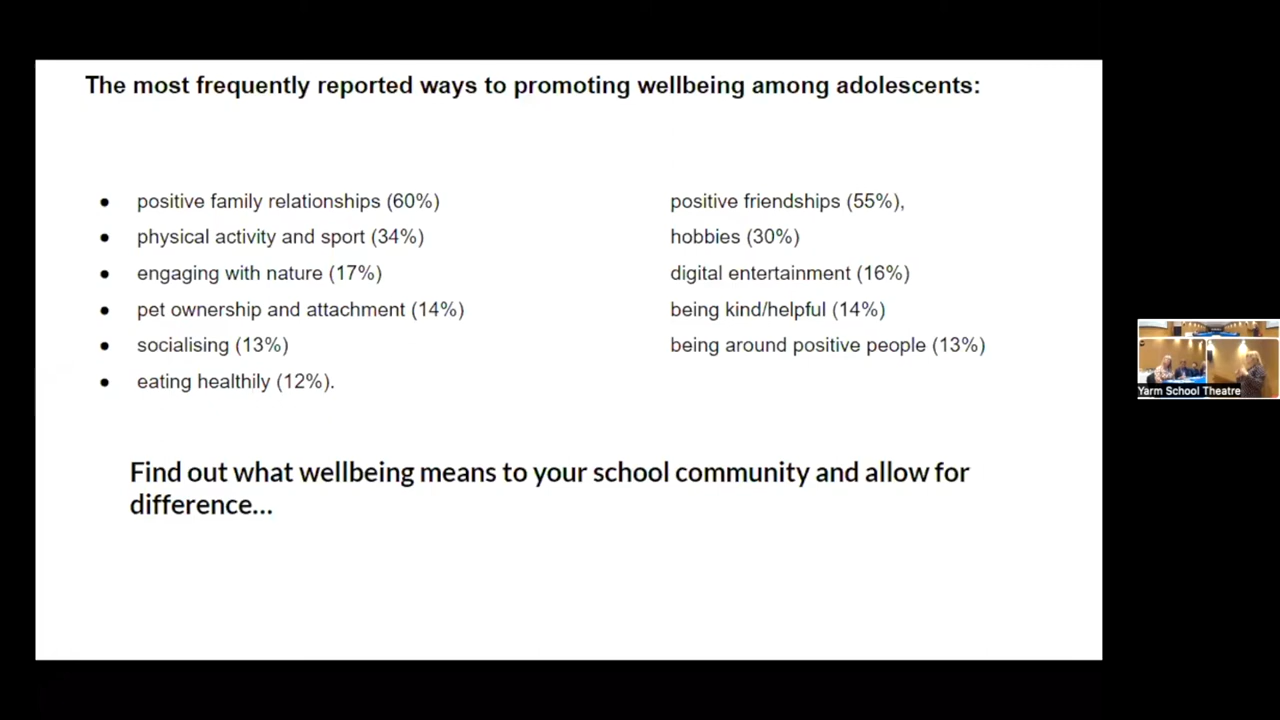 The most frequently reported ways to promoting wellbeing among adolescents:
● positive family relationships (60%) positive friendships (55%),
● physical activity and sport (34%) hobbies (30%)
● engaging with nature (17%) digital entertainment (16%)
● pet ownership and attachment (14%) being kind/helpful (14%)
● socialising (13%) being around positive people (13%)
● eating healthily (12%).
Find out what wellbeing means to your school community and allow for
difference...
Yarm School Theatre